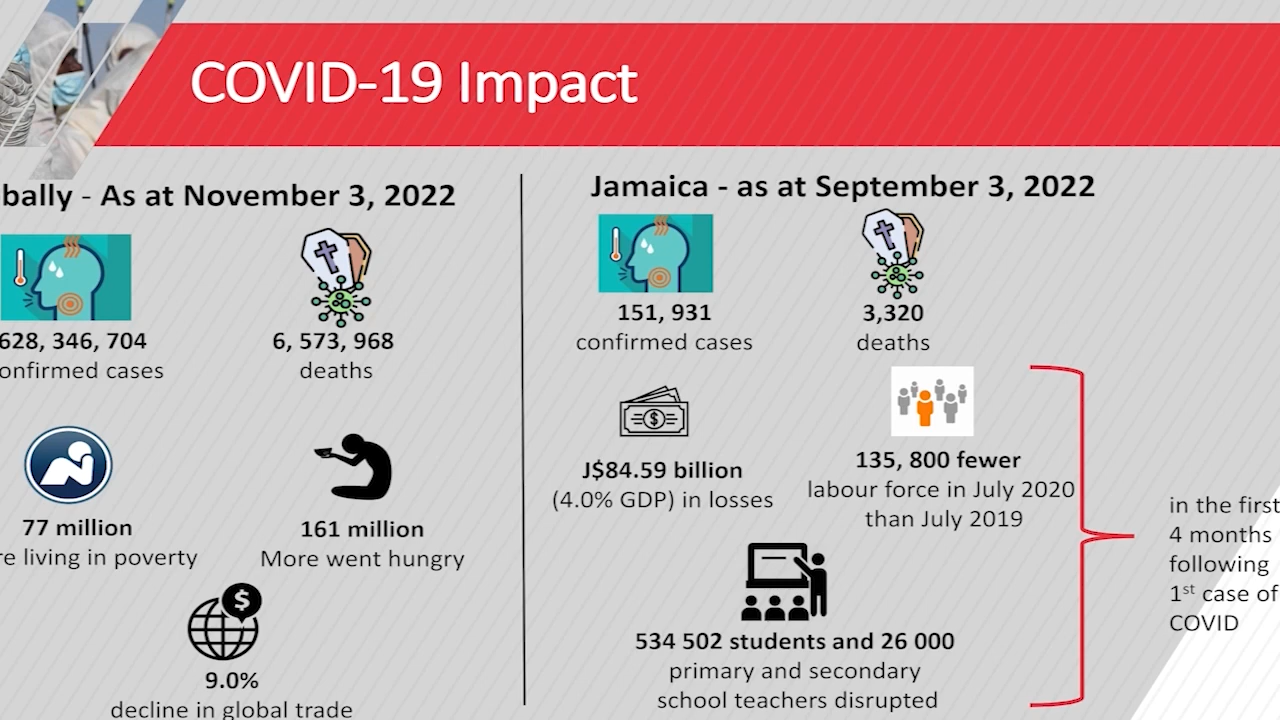 COVID-19 Impact
bally - As at November 3, 2022
628, 346, 704
onfirmed cases
6, 573, 968
deaths
77 million
re living in poverty
161 million
More went hungry
$
9.0%
decline in global trade
Jamaica - as at September 3, 2022
151, 931
confirmed cases
3,320
deaths
$
J$84.59 billion
(4.0% GDP) in losses
135, 800 fewer
labour force in July 2020
than July 2019
534 502 students and 26 000
primary and secondary
school teachers disrupted
in the first
4 months
following
1st case of
COVID